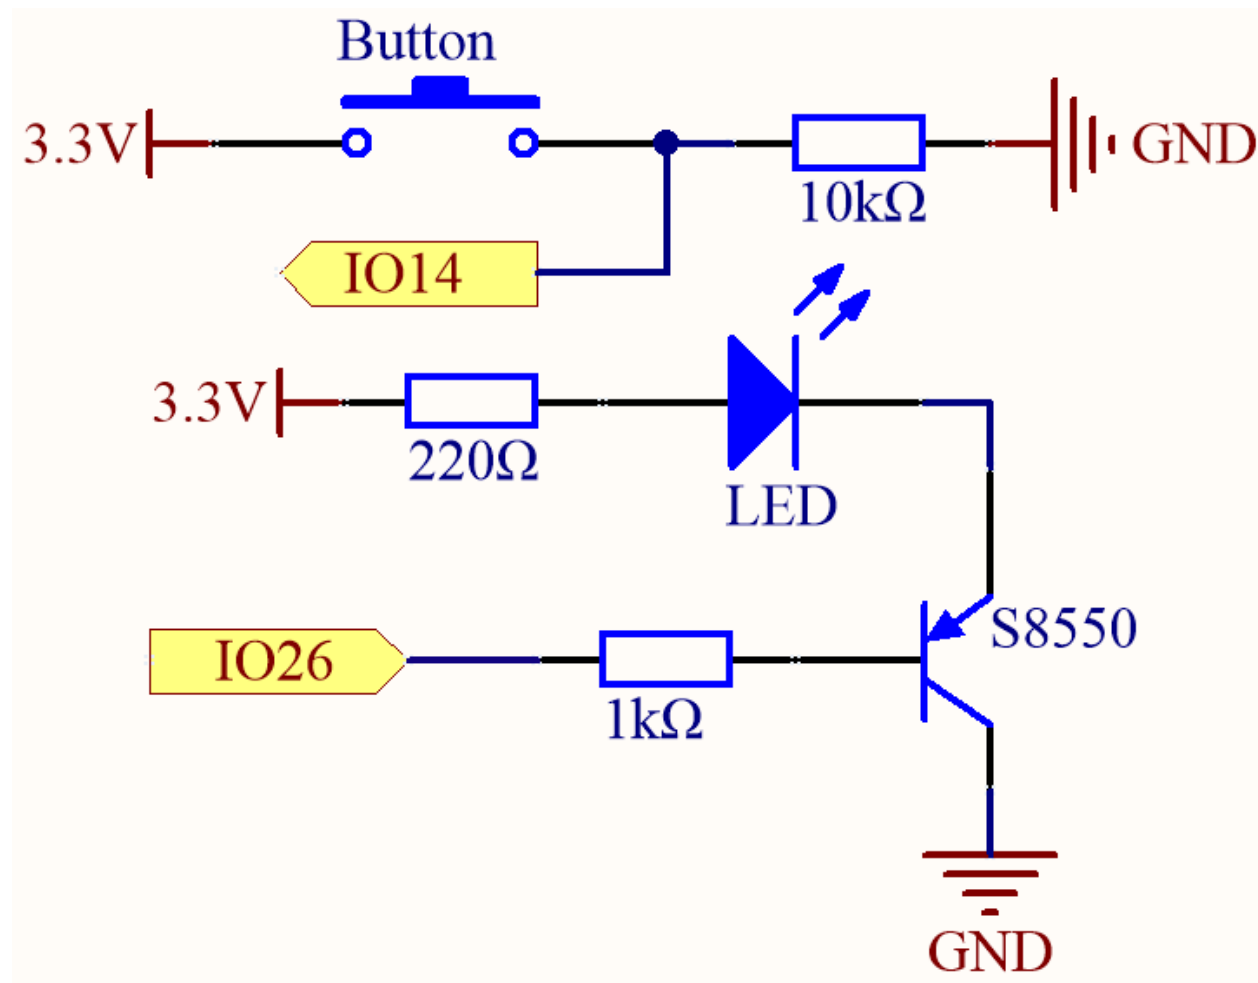 Button
3.3V
GND
10kΩ
IO14
3.3V
220Ω
LED
S8550
IO26
1kΩ
GND